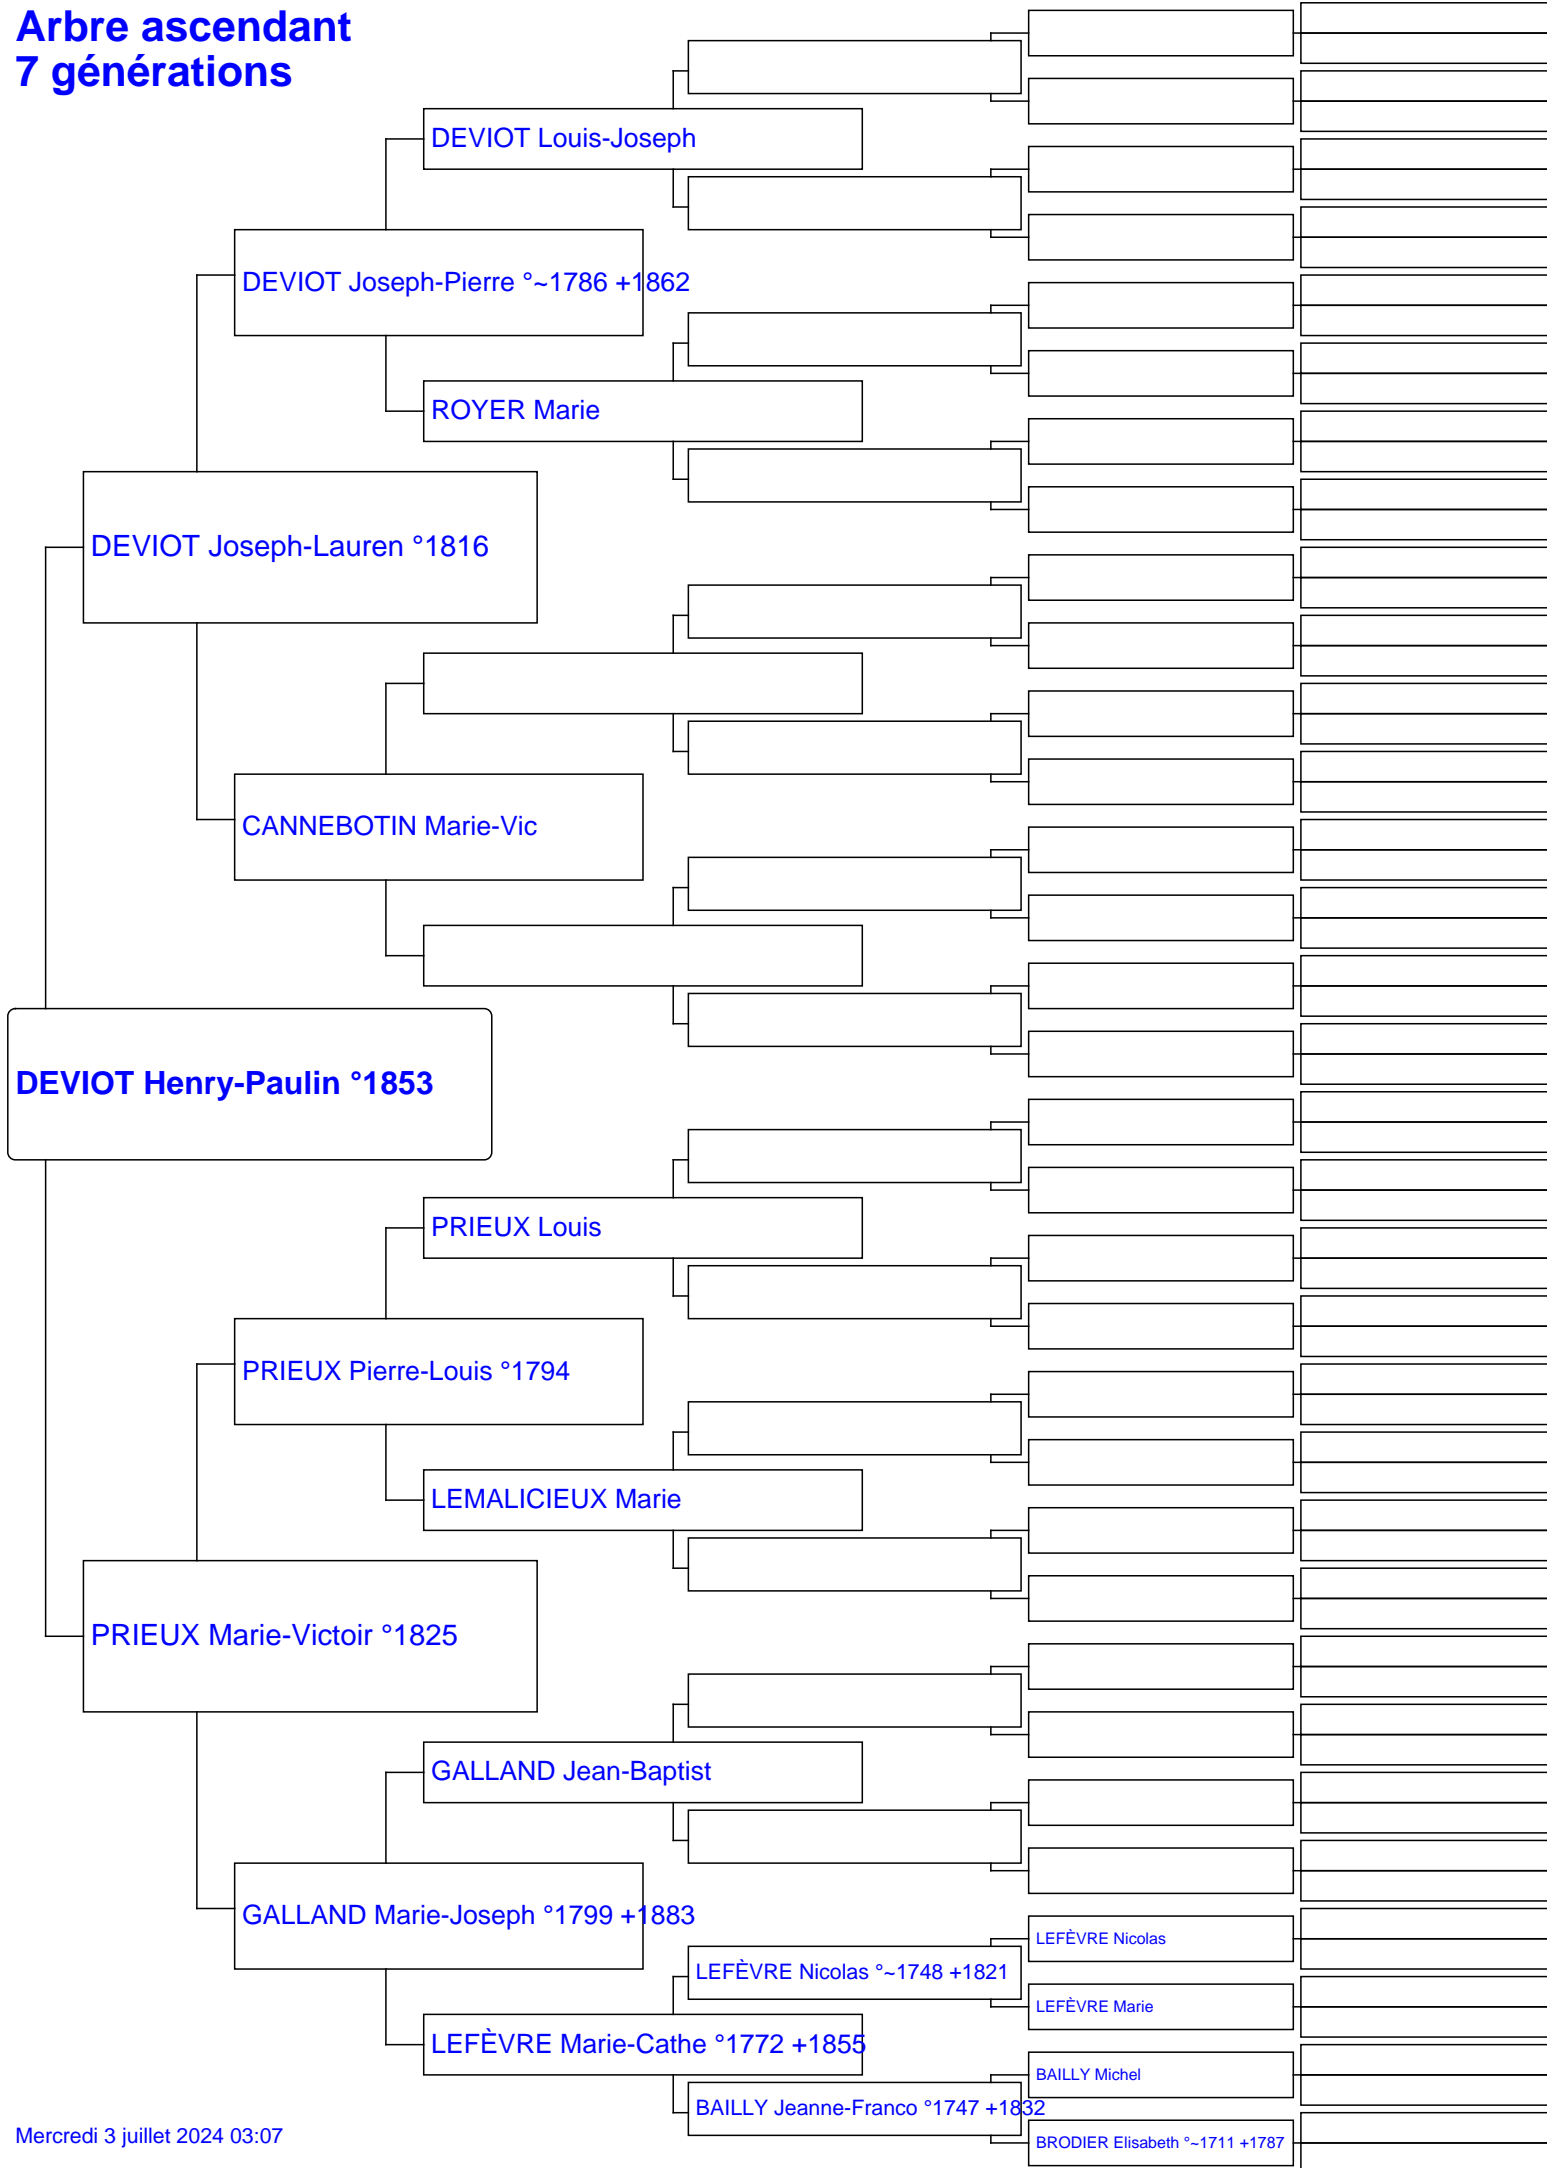 Arbre ascendant
7 générations
DEVIOT Louis-Joseph
DEVIOT Joseph-Pierre °~1786 +1862
ROYER Marie
DEVIOT Joseph-Lauren °1816
CANNEBOTIN Marie-Vic
DEVIOT Henry-Paulin °1853
PRIEUX Louis
PRIEUX Pierre-Louis °1794
LEMALICIEUX Marie
PRIEUX Marie-Victoir °1825
GALLAND Jean-Baptist
GALLAND Marie-Joseph °1799 +1883
LEFÈVRE Nicolas
LEFÈVRE Nicolas °~1748 +1821
LEFÈVRE Marie
LEFÈVRE Marie-Cathe °1772 +1855
BAILLY Michel
BAILLY Jeanne-Franco °1747 +1832
BRODIER Elisabeth °~1711 +1787
Mercredi 3 juillet 2024 03:07